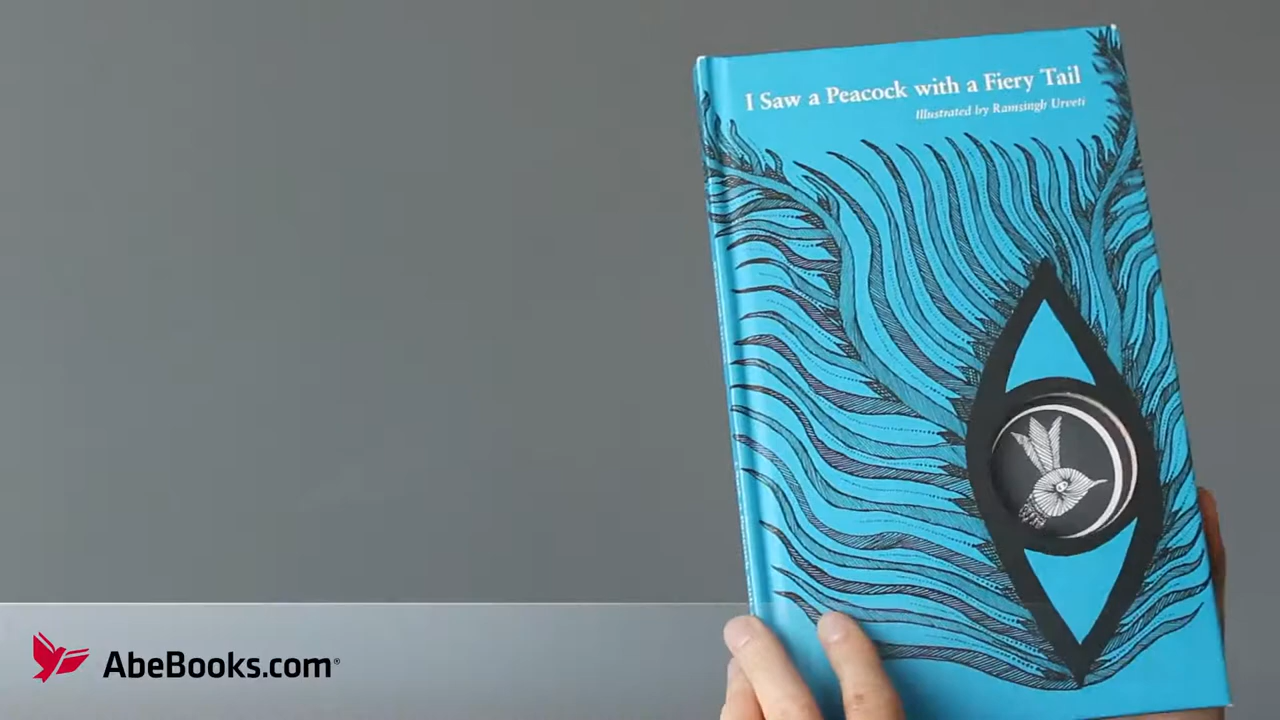 I Saw a Peacock with a Fiery Tail
Illustrated by Ramsingh Urveti
AbeBooks.com®